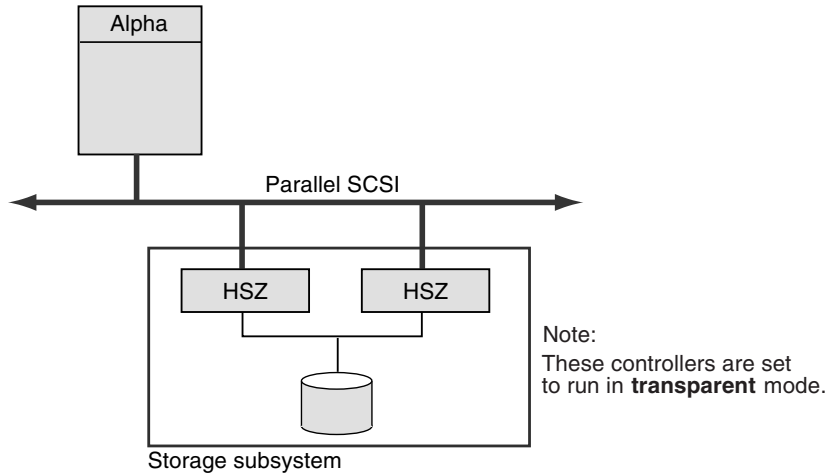 Alpha
Parallel SCSI
HSZ
HSZ
Note:
These controllers are set
to run in transparent mode.
Storage subsystem